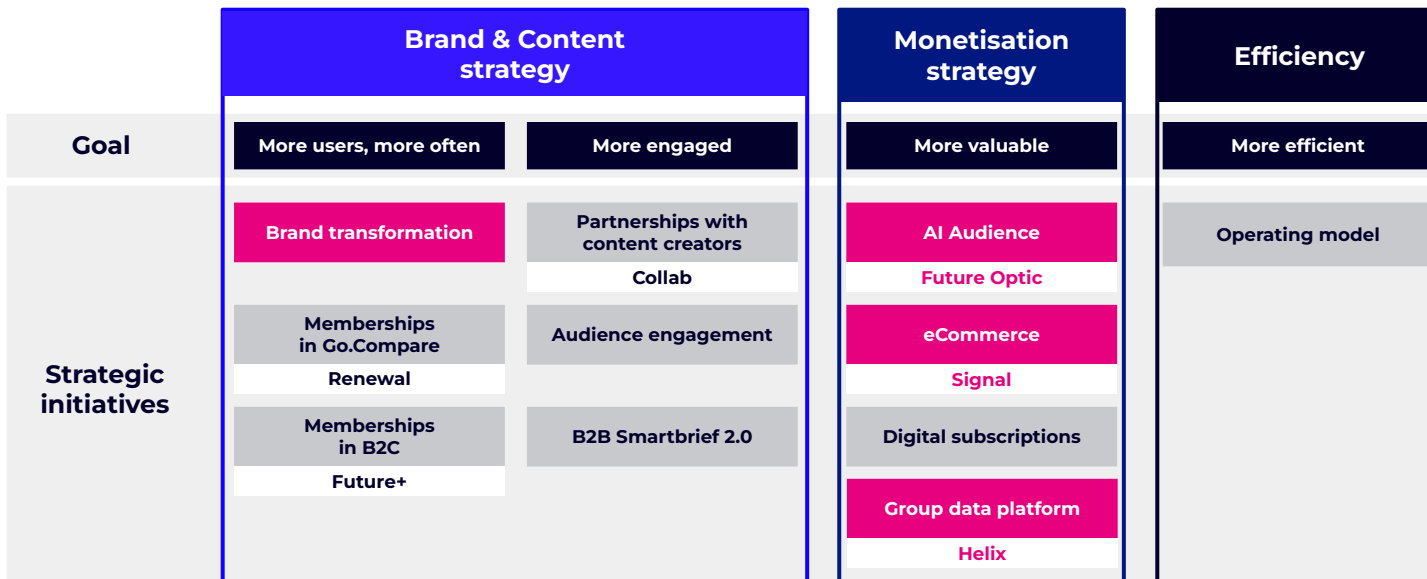 Brand & Content
strategy
Monetisation
strategy
Efficiency
Goal
More users, more often
More engaged
More valuable
More efficient
Strategic
initiatives
Brand transformation
Partnerships with
content creators
Collab
AI Audience
Future Optic
Operating model
Memberships
in Go.Compare
Renewal
Audience engagement
eCommerce
Signal
Memberships
in B2C
Future+
B2B Smartbrief 2.0
Digital subscriptions
Group data platform
Helix